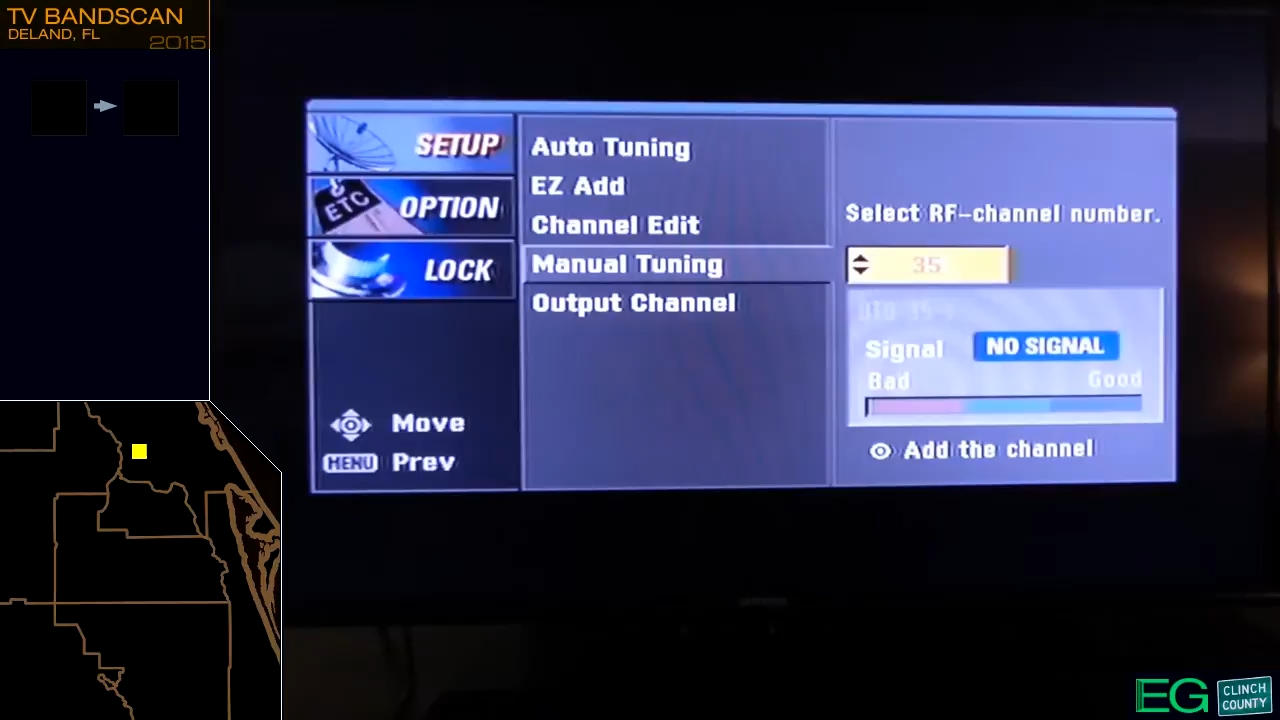 TV BANDSCAN
DELAND, FL
2015
SETUP
ETC
OPTION
LOCK
Move
MENU Prev
Auto Tuning
EZ Add
Channel Edit
Manual Tuning
Output Channel
Select RF-channel number.
35
Signal NO SIGNAL
Bad Good
Add the channel
EG
CLINCH
COUNTY